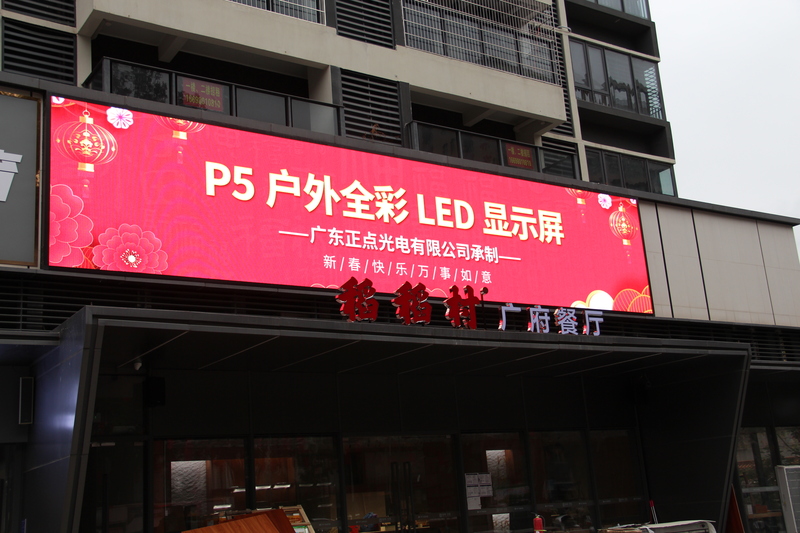 P5 户外全彩 LED 显示屏
——广东正点光电有限公司承制——
新/春/快/乐/万/事/如/意
稻稻村 广府餐厅